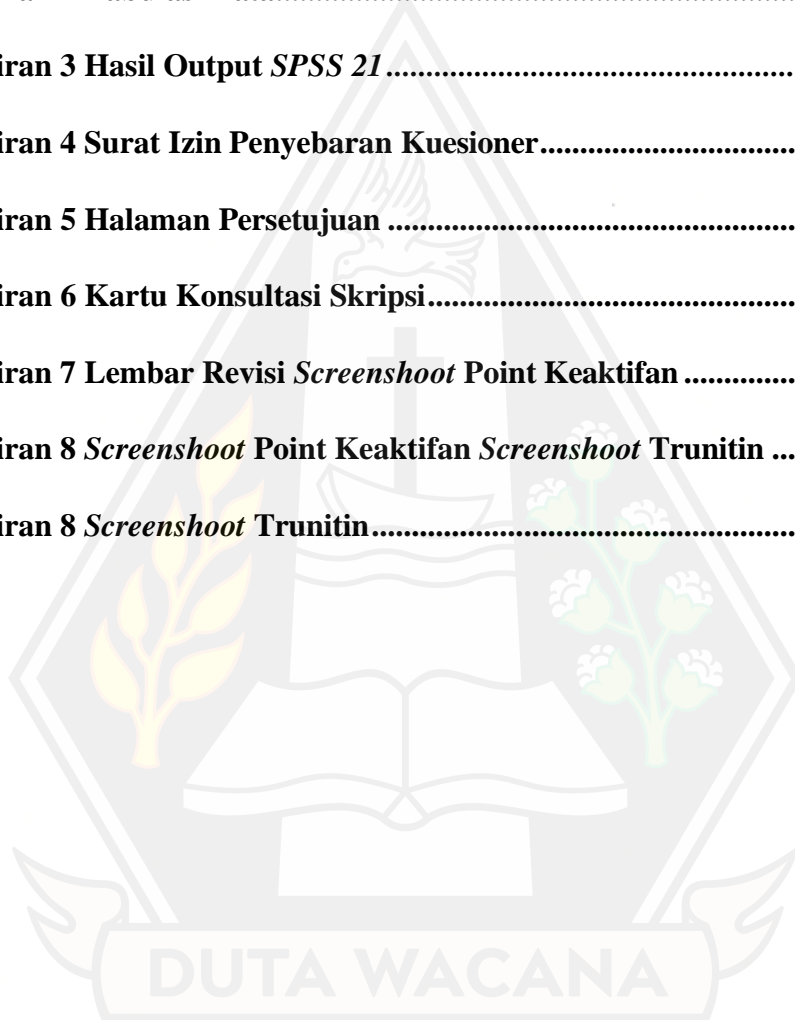 iran 3 Hasil Output SPSS 21..................................................
iran 4 Surat Izin Penyebaran Kuesioner................................
iran 5 Halaman Persetujuan ..................................................
iran 6 Kartu Konsultasi Skripsi..............................................
iran 7 Lembar Revisi Screenshoot Point Keaktifan ..............
iran 8 Screenshoot Point Keaktifan Screenshoot Trunitin ...
iran 8 Screenshoot Trunitin.....................................................
DUTA WACANA